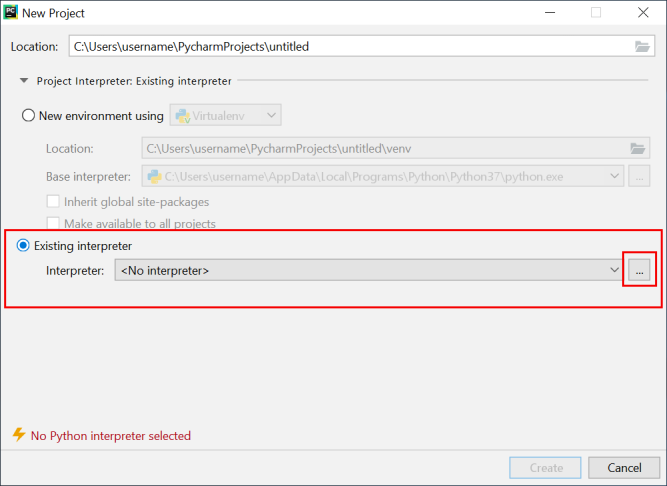 PC New Project
Location: C:\Users\username\PycharmProjects\untitled
Project Interpreter: Existing interpreter
New environment using Virtualenv
Location: C:\Users\username\PycharmProjects\untitled\venv
Base interpreter: C:\Users\username\AppData\Local\Programs\Python\Python37\python.exe ...
Inherit global site-packages
Make available to all projects
Existing interpreter
Interpreter: <No interpreter> ...
No Python interpreter selected
Create Cancel